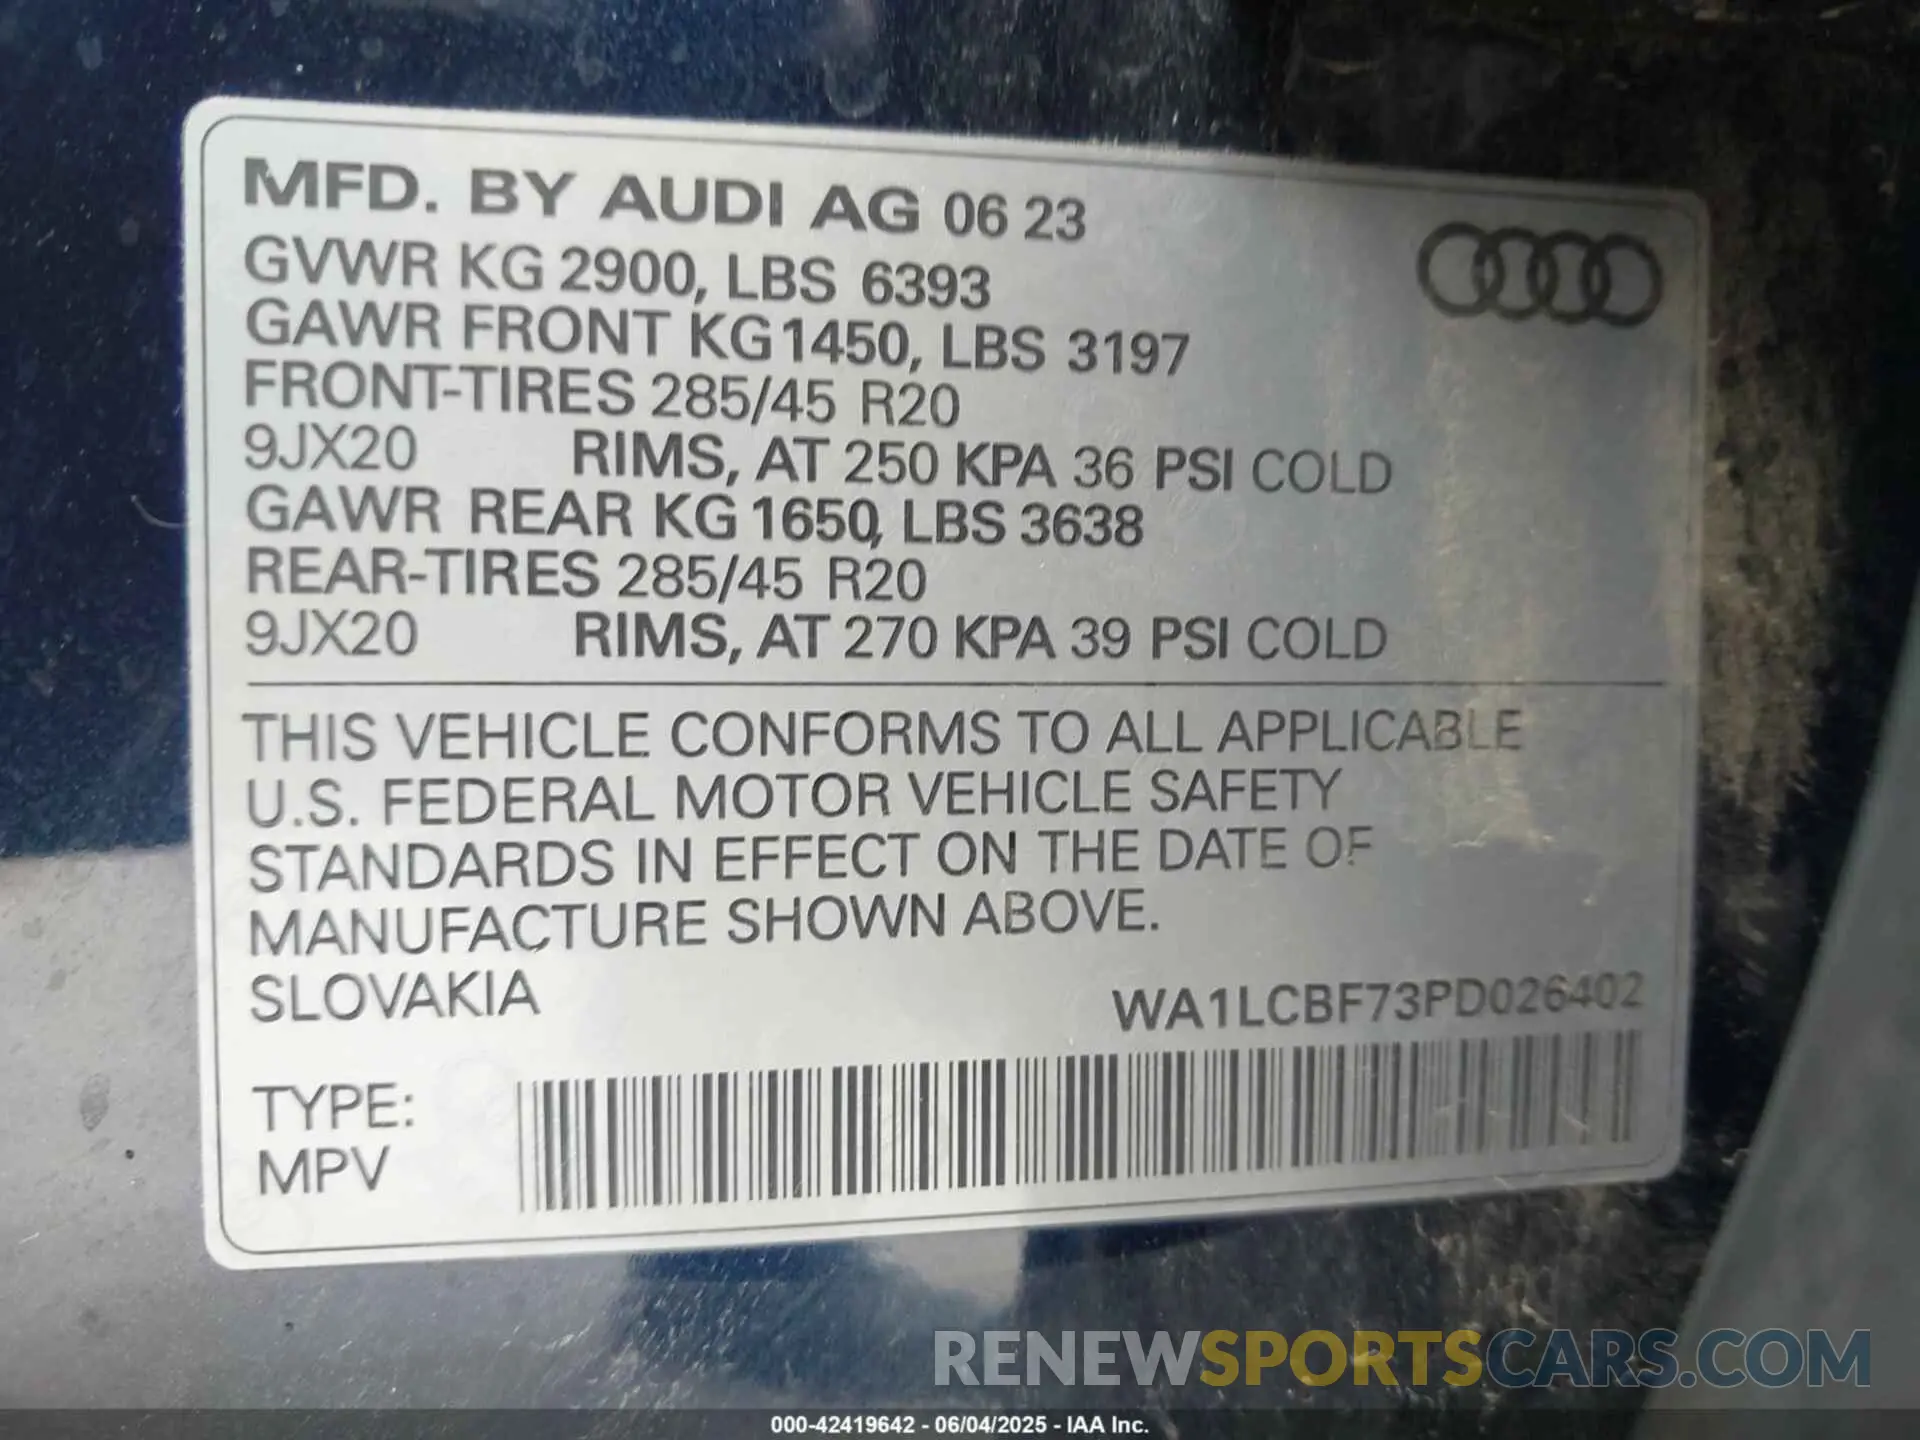 MFD. BY AUDI AG 06 23
GVWR KG 2900, LBS 6393
GAWR FRONT KG 1450, LBS 3197
FRONT-TIRES 285/45 R20
9JX20 RIMS, AT 250 KPA 36 PSI COLD
GAWR REAR KG 1650, LBS 3638
REAR-TIRES 285/45 R20
9JX20 RIMS, AT 270 KPA 39 PSI COLD
THIS VEHICLE CONFORMS TO ALL APPLICABLE
U.S. FEDERAL MOTOR VEHICLE SAFETY
STANDARDS IN EFFECT ON THE DATE OF
MANUFACTURE SHOWN ABOVE.
SLOVAKIA
WA1LCBF73PD026402
TYPE:
MPV
RENEWSPORTSCARS.COM
000-42419642 - 06/04/2025 - IAA Inc.